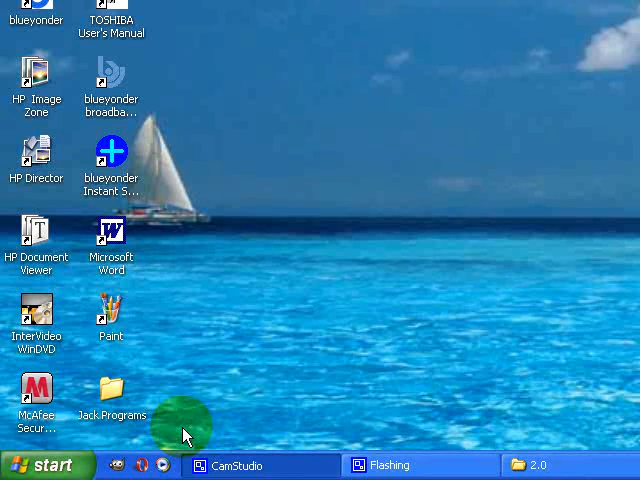 blueyonder
TOSHIBA
User's Manual
HP Image
Zone
blueyonder
broadba...
HP Director
blueyonder
Instant S...
HP Document
Viewer
Microsoft
Word
InterVideo
WinDVD
Paint
McAfee
Secur...
Jack.Programs
start
CamStudio
Flashing
2.0